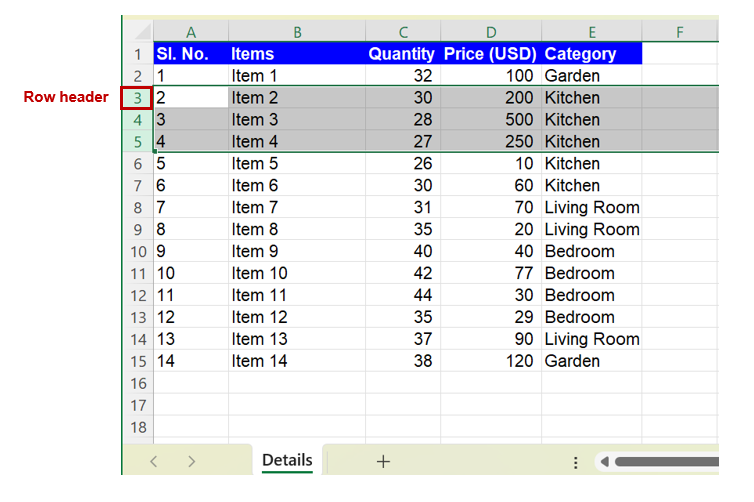 A B C D E F
1 Sl. No. Items Quantity Price (USD) Category
2 1 Item 1 32 100 Garden
Row header 3 2 Item 2 30 200 Kitchen
4 3 Item 3 28 500 Kitchen
5 4 Item 4 27 250 Kitchen
6 5 Item 5 26 10 Kitchen
7 6 Item 6 30 60 Kitchen
8 7 Item 7 31 70 Living Room
9 8 Item 8 35 20 Living Room
10 9 Item 9 40 40 Bedroom
11 10 Item 10 42 77 Bedroom
12 11 Item 11 44 30 Bedroom
13 12 Item 12 35 29 Bedroom
14 13 Item 13 37 90 Living Room
15 14 Item 14 38 120 Garden
16
17
18
Details